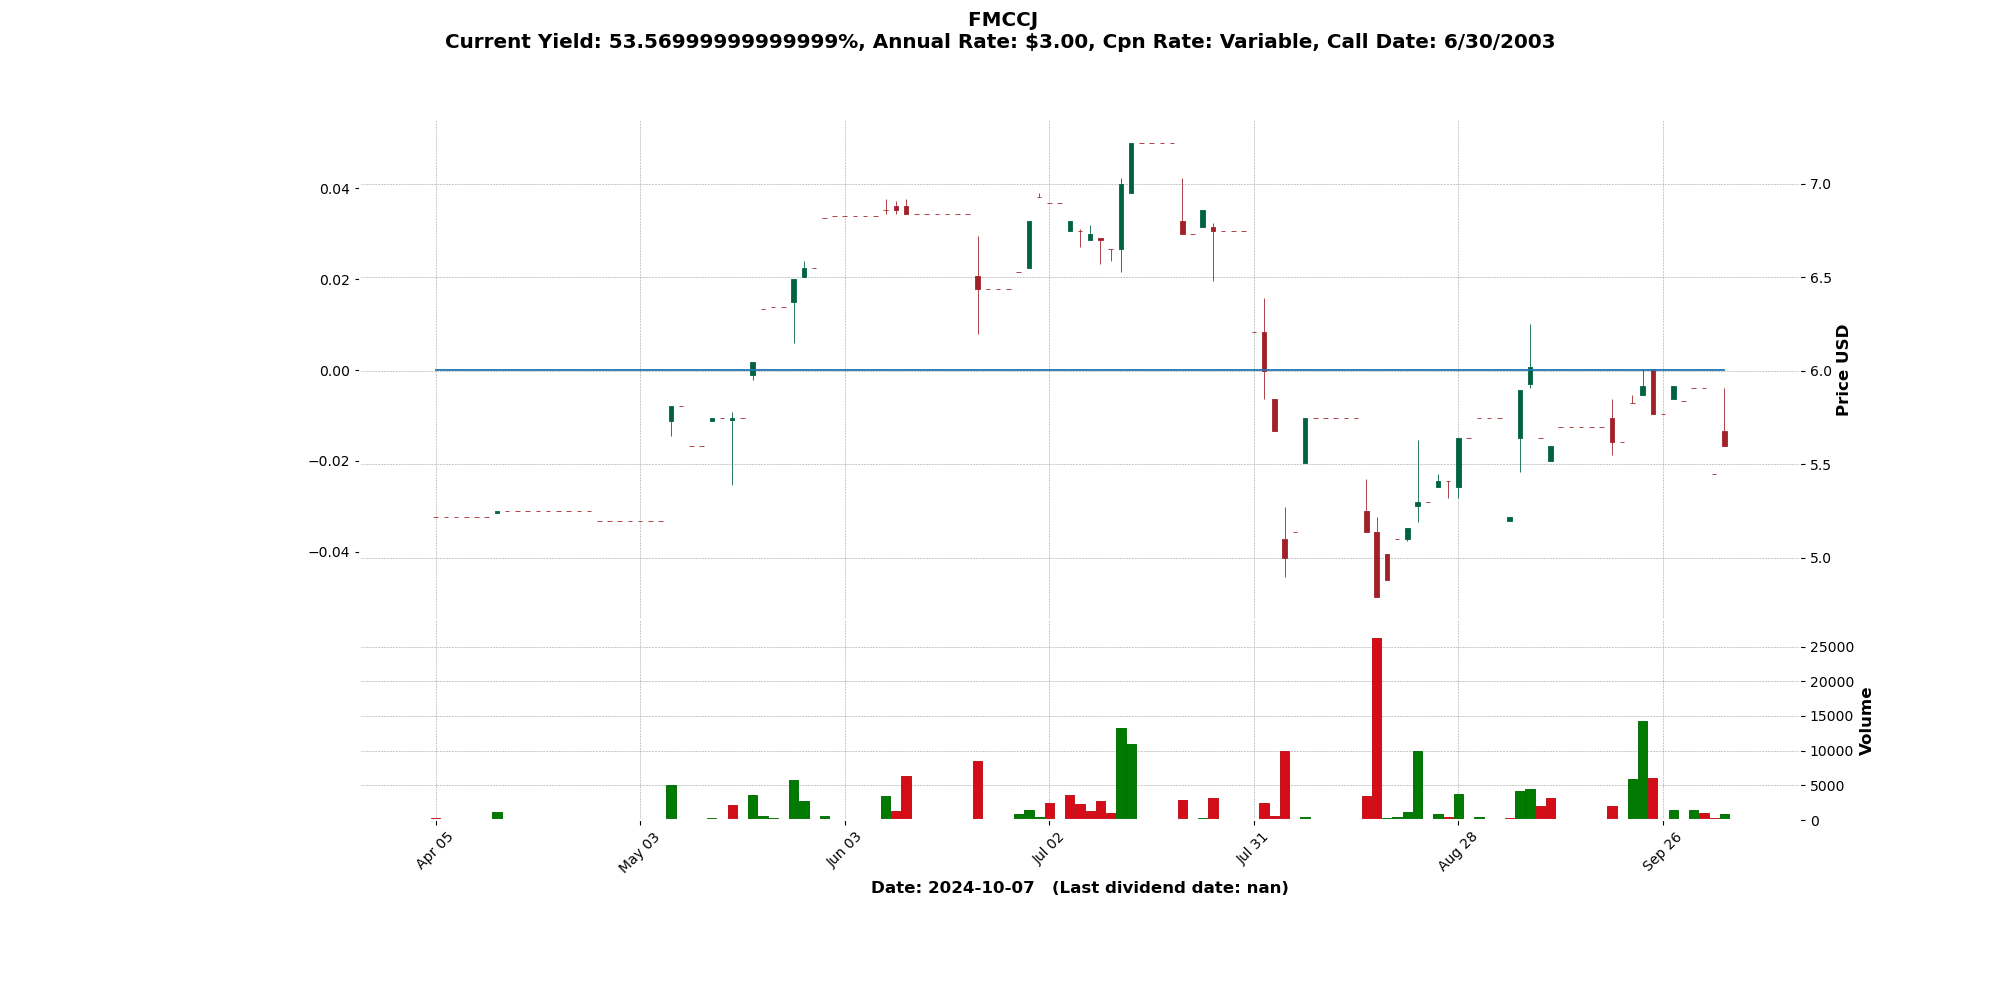 FMCCJ
Current Yield: 53.56999999999999%, Annual Rate: $3.00, Cpn Rate: Variable, Call Date: 6/30/2003
0.04
0.02
0.00
−0.02
−0.04
7.0
6.5
6.0
5.5
5.0
Price USD
25000
20000
15000
10000
5000
0
Volume
Apr 05
May 03
Jun 03
Jul 02
Jul 31
Aug 28
Sep 26
Date: 2024-10-07   (Last dividend date: nan)